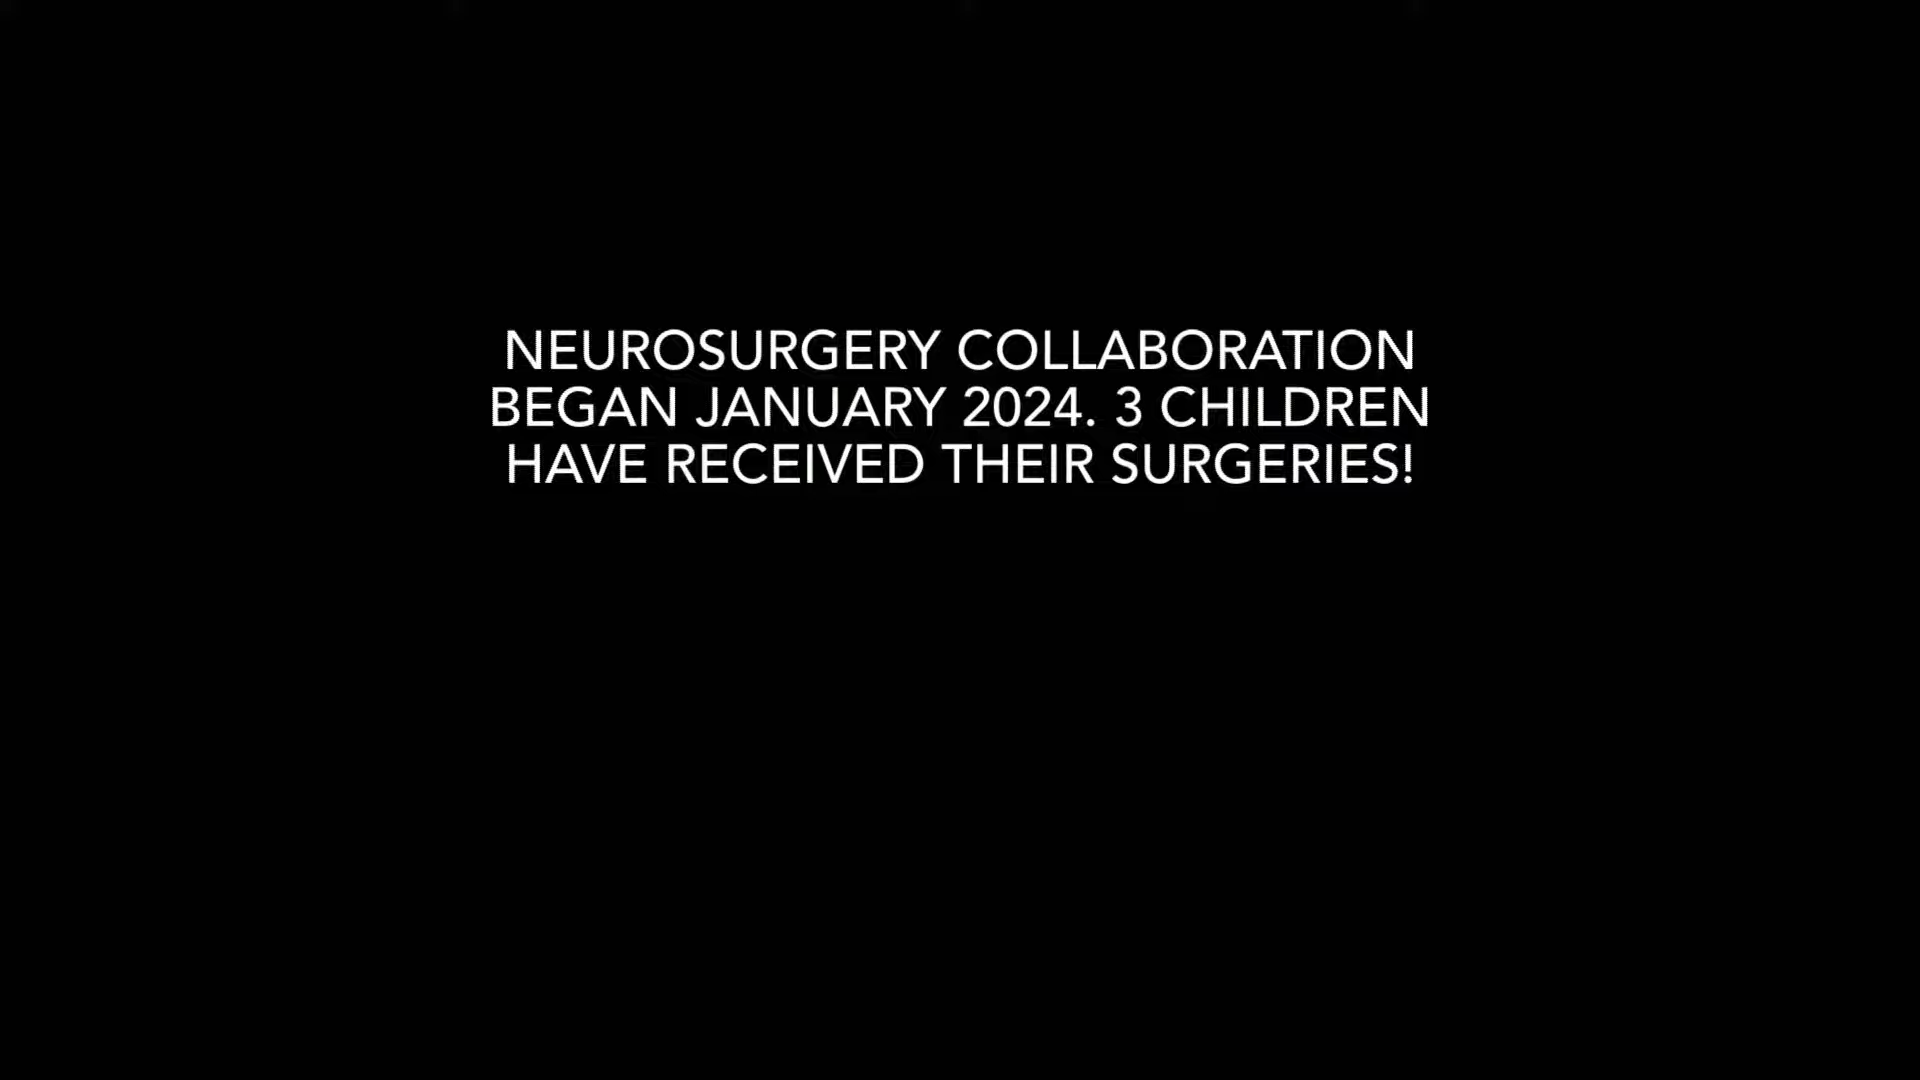 NEUROSURGERY COLLABORATION
BEGAN JANUARY 2024. 3 CHILDREN
HAVE RECEIVED THEIR SURGERIES!